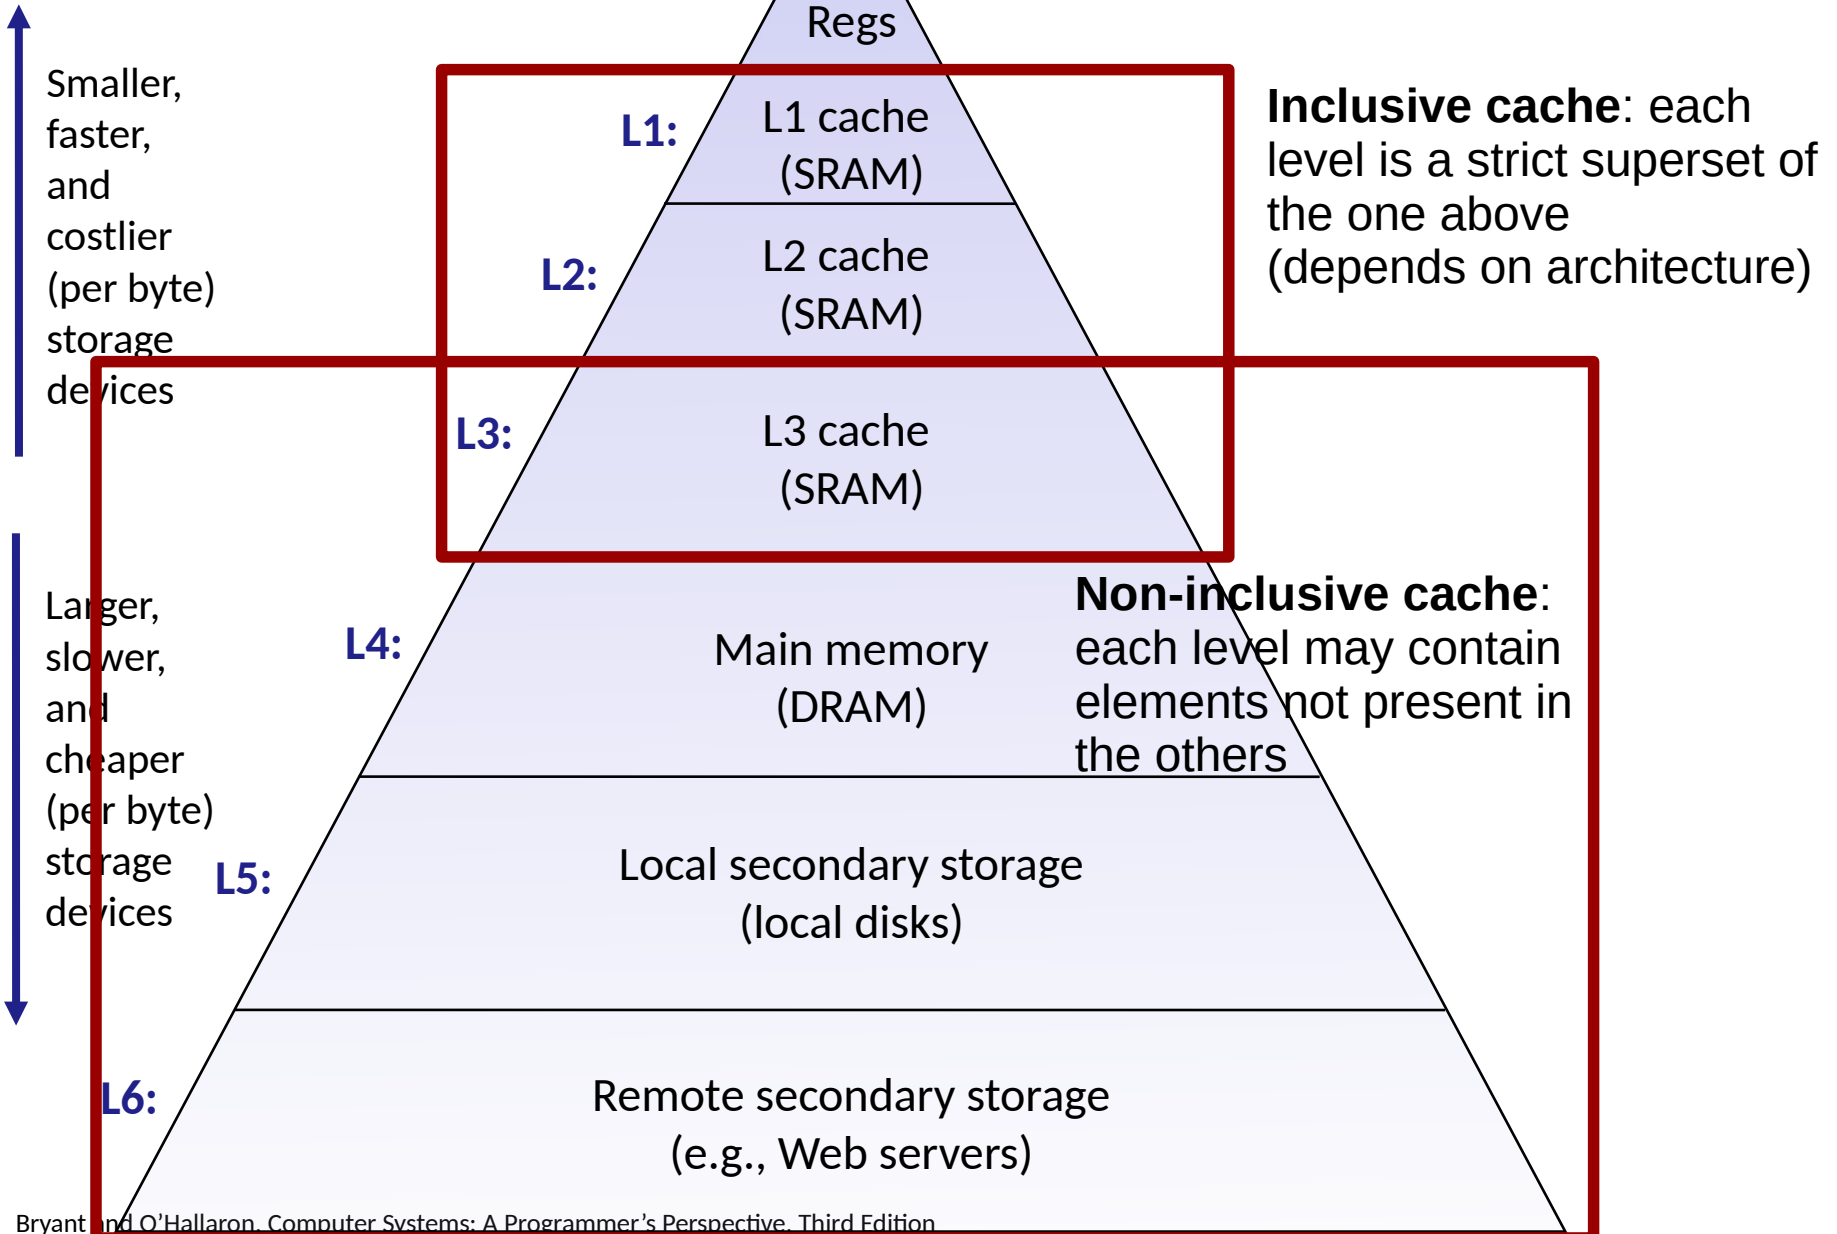 Regs
Smaller,
faster,
and
costlier
(per byte)
storage
devices
L1:
L1 cache
(SRAM)
Inclusive cache: each
level is a strict superset of
the one above
(depends on architecture)
L2:
L2 cache
(SRAM)
L3:
L3 cache
(SRAM)
Larger,
slower,
and
cheaper
(per byte)
storage
devices
L4:
Main memory
(DRAM)
Non-inclusive cache:
each level may contain
elements not present in
the others
L5:
Local secondary storage
(local disks)
L6:
Remote secondary storage
(e.g., Web servers)
Bryant and O’Hallaron, Computer Systems: A Programmer’s Perspective, Third Edition